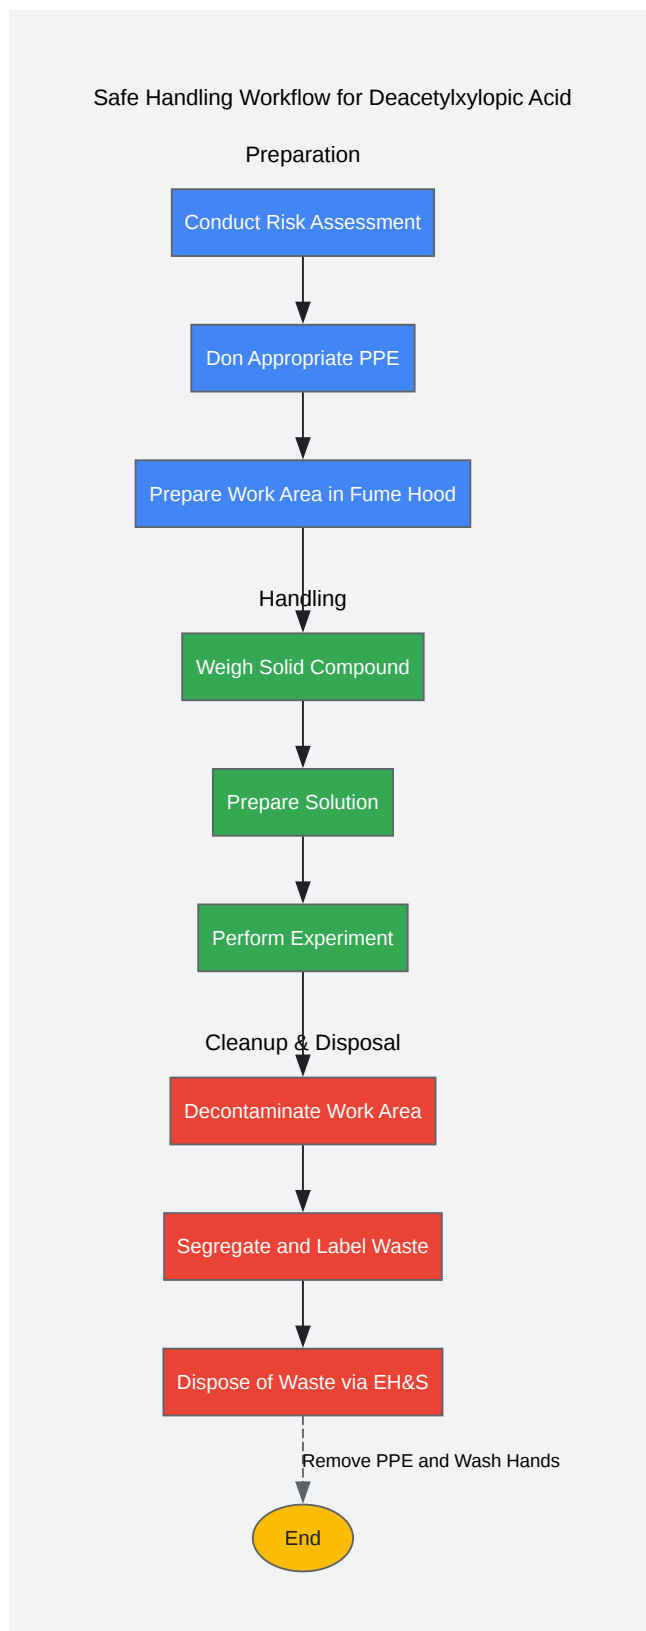 Safe Handling Workflow for Deacetylxylopic Acid
Preparation
Conduct Risk Assessment
Don Appropriate PPE
Prepare Work Area in Fume Hood
Handling
Weigh Solid Compound
Prepare Solution
Perform Experiment
Cleanup & Disposal
Decontaminate Work Area
Segregate and Label Waste
Dispose of Waste via EH&S
Remove PPE and Wash Hands
End